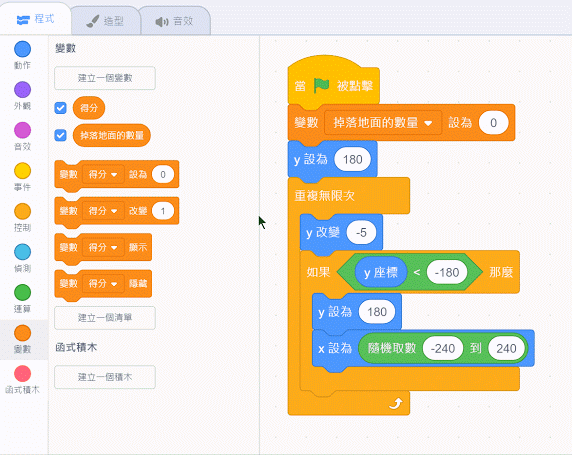 程式
造型
音效
動作
外觀
音效
事件
控制
偵測
運算
變數
函式積木
變數
建立一個變數
得分
掉落地面的數量
變數 得分 設為 0
變數 得分 改變 1
變數 得分 顯示
變數 得分 隱藏
建立一個清單
函式積木
建立一個積木
當 被點擊
變數 掉落地面的數量 設為 0
y 設為 180
重複無限次
y 改變 -5
如果 y 座標 < -180 那麼
y 設為 180
x 設為 隨機取數 -240 到 240